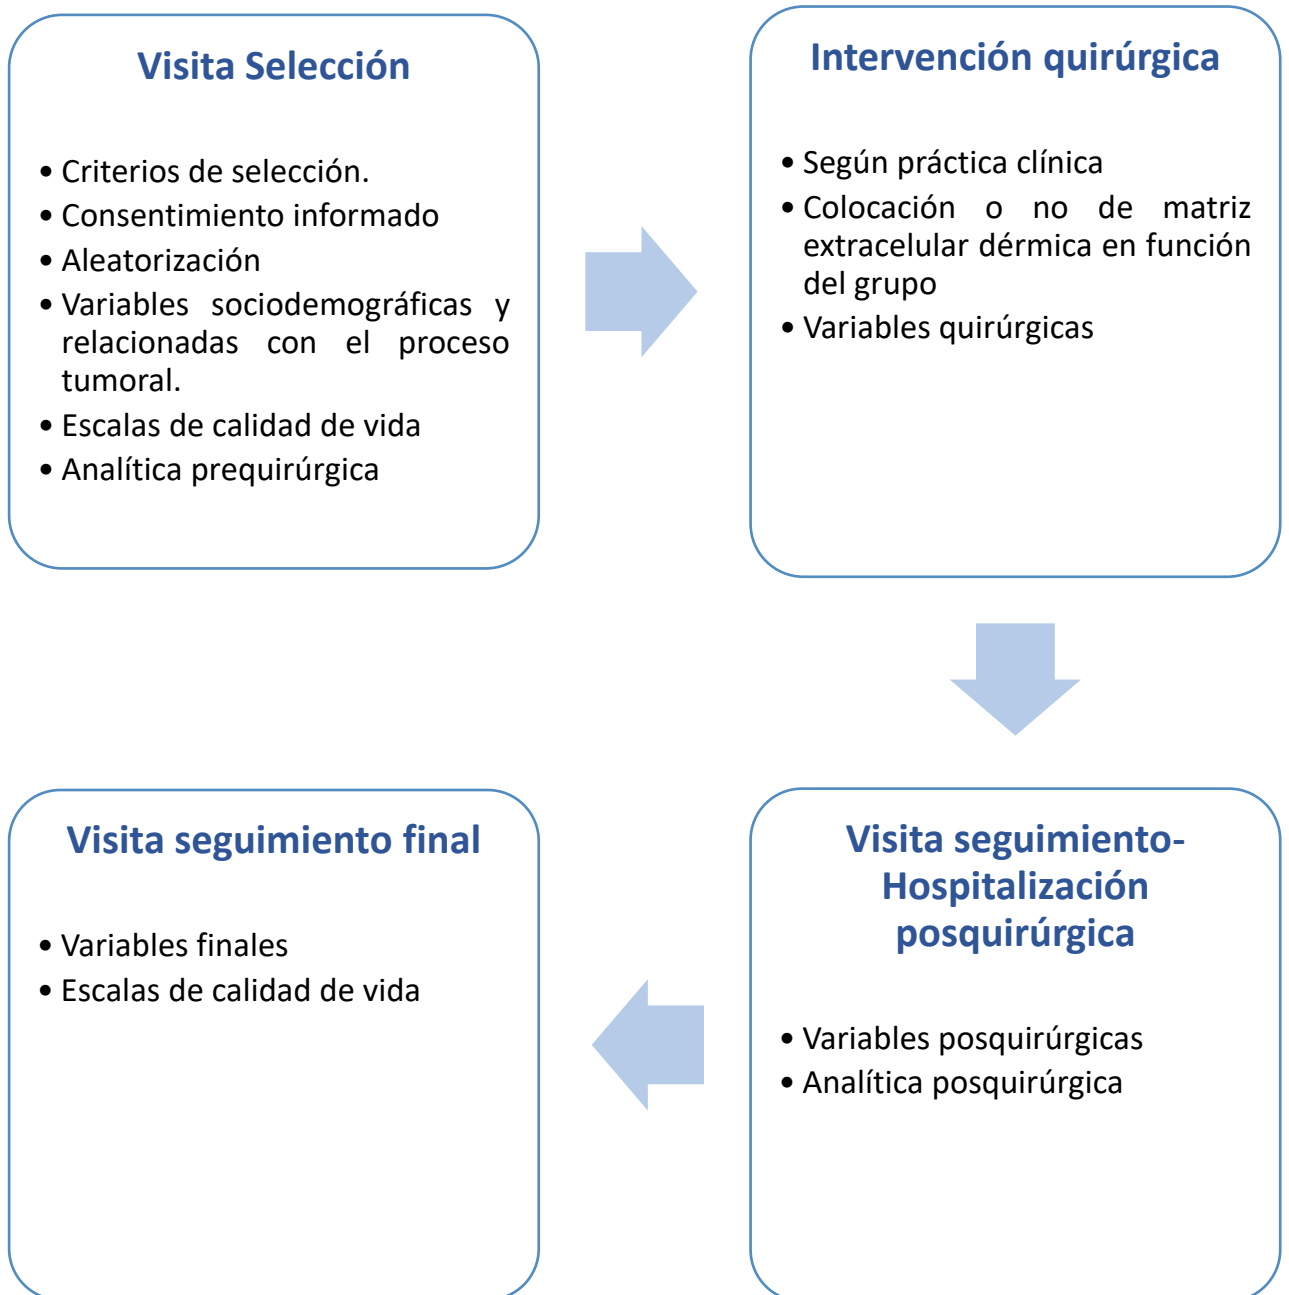 Visita Selección
• Criterios de selección.
• Consentimiento informado
• Aleatorización
• Variables sociodemográficas y
relacionadas con el proceso
tumoral.
• Escalas de calidad de vida
• Analítica prequirúrgica
Intervención quirúrgica
• Según práctica clínica
• Colocación o no de matriz
extracelular dérmica en función
del grupo
• Variables quirúrgicas
Visita seguimiento-
Hospitalización
posquirúrgica
• Variables posquirúrgicas
• Analítica posquirúrgica
Visita seguimiento final
• Variables finales
• Escalas de calidad de vida